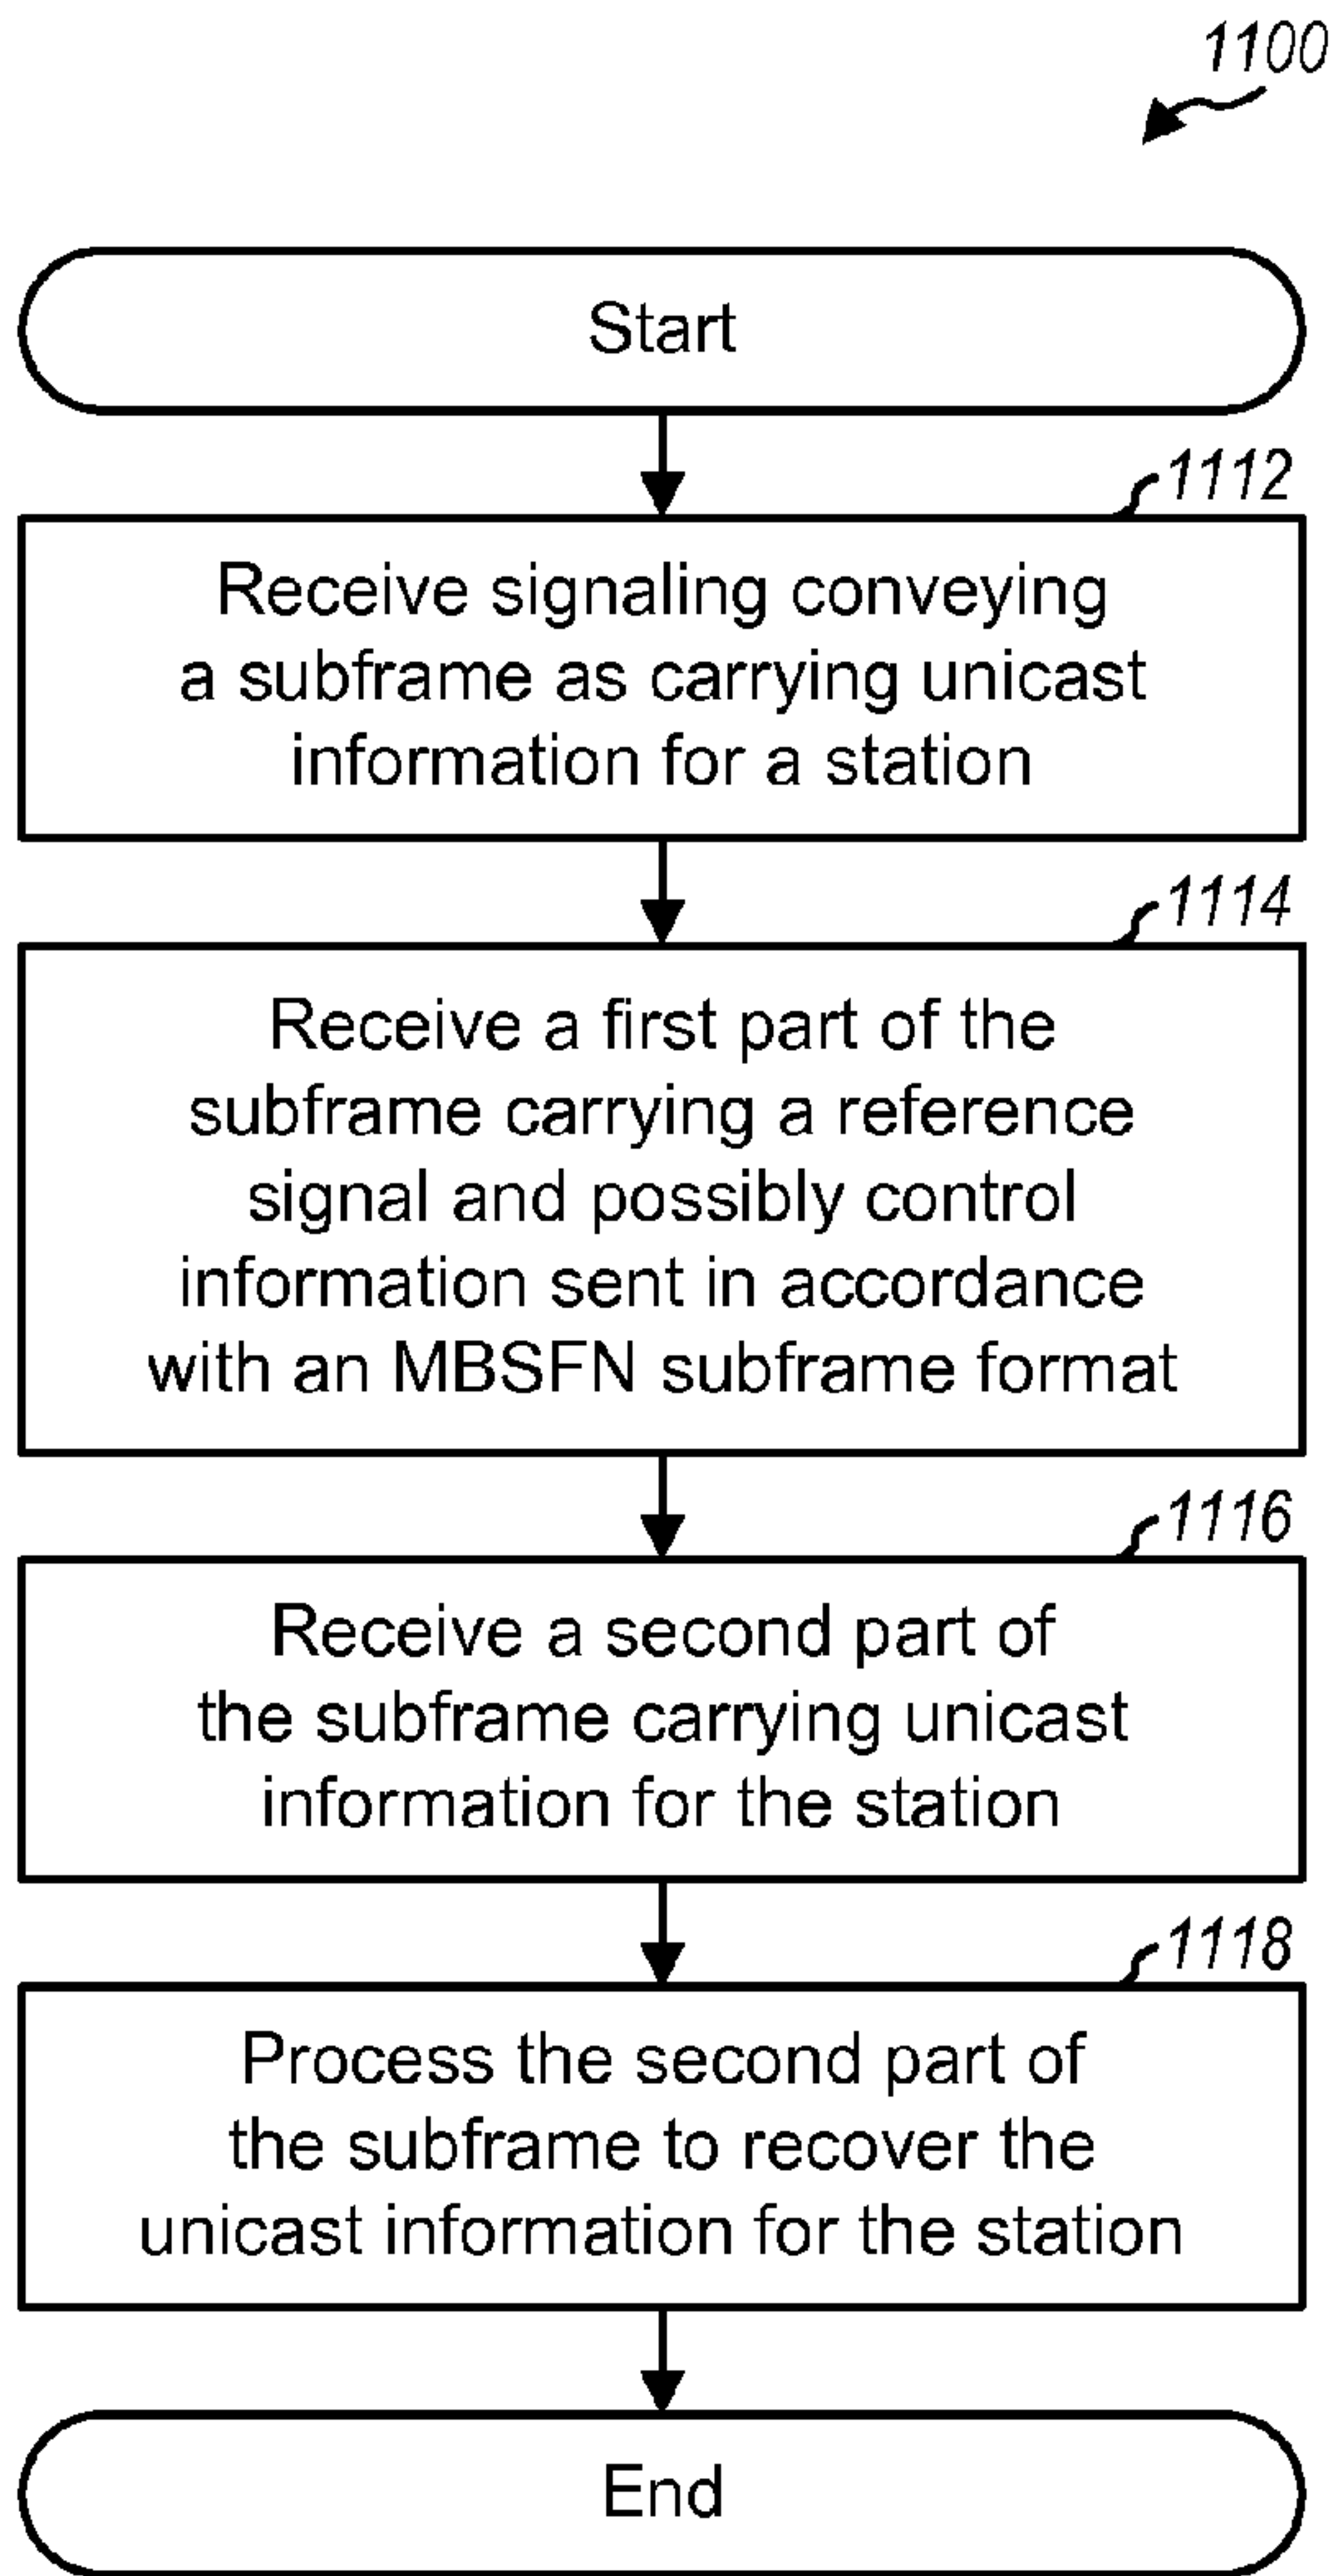 1100
Start
1112
Receive signaling conveying
a subframe as carrying unicast
information for a station
1114
Receive a first part of the
subframe carrying a reference
signal and possibly control
information sent in accordance
with an MBSFN subframe format
1116
Receive a second part of
the subframe carrying unicast
information for the station
1118
Process the second part of
the subframe to recover the
unicast information for the station
End